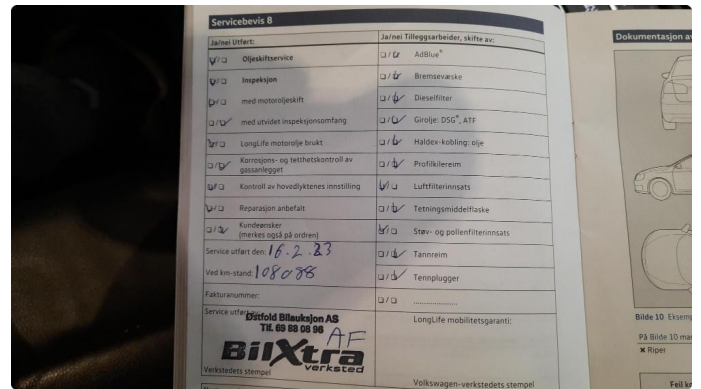 Servicebevis 8
Ja/nei Utført:
☑/☐ Oljeskiftservice
☑/☐ Inspeksjon
☑/☐ med motoroljeskift
☐/☑ med utvidet inspeksjonsomfang
☑/☐ LongLife motorolje brukt
☐/☑ Korrosjons- og tetthetskontroll av
gassanlegget
☑/☐ Kontroll av hovedlyktenes innstilling
☑/☐ Reparasjon anbefalt
☐/☑ Kundeønsker
(merkes også på ordren)
Service utført den: 16.2.23
Ved km-stand: 108088
Fakturanummer:
Service utført
Østfold Bilauksjon AS
Tlf. 69 88 08 96
AF
BilXtra
verksted
Verkstedets stempel
Ja/nei Tilleggsarbeider, skifte av:
☐/☑ AdBlue®
☐/☑ Bremsevæske
☐/☑ Dieselfilter
☐/☑ Girolje: DSG®, ATF
☐/☑ Haldex-kobling: olje
☐/☑ Profilkilereim
☑/☐ Luftfilterinnsats
☐/☑ Tetningsmiddelflaske
☑/☐ Støv- og pollenfilterinnsats
☐/☑ Tannreim
☐/☑ Tennplugger
☐/☐ ....................
LongLife mobilitetsgaranti:
Volkswagen-verkstedets stempel
Dokumentasjon av
Bilde 10 Eksemp
På Bilde 10 mar
✖ Riper
Feil k